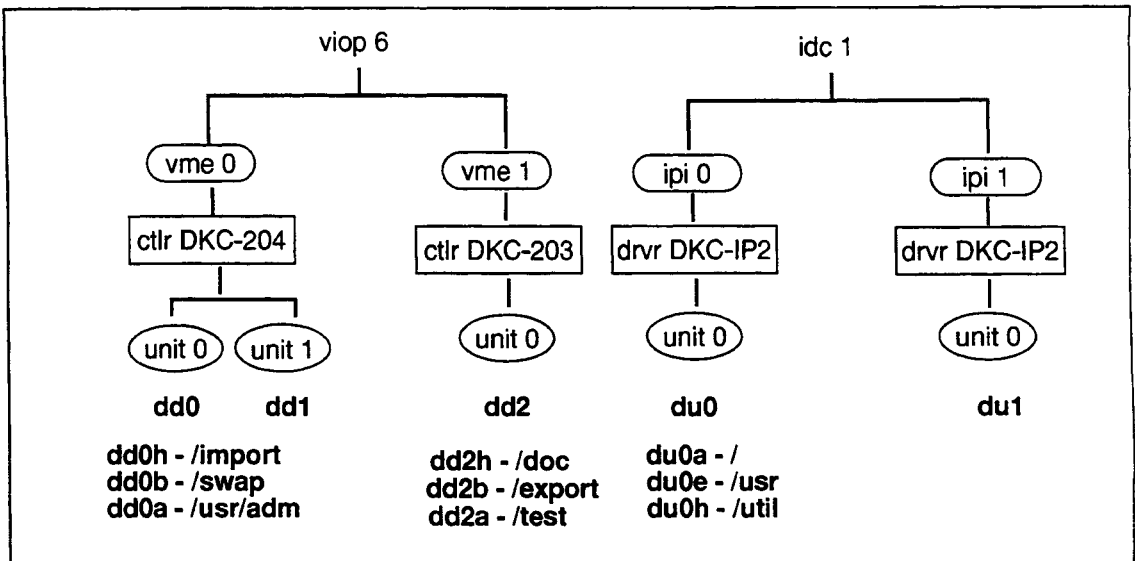 viop 6
idc 1
vme 0
vme 1
ipi 0
ipi 1
ctlr DKC-204
ctlr DKC-203
drvr DKC-IP2
drvr DKC-IP2
unit 0
unit 1
unit 0
unit 0
unit 0
dd0
dd1
dd2
du0
du1
dd0h - /import
dd0b - /swap
dd0a - /usr/adm
dd2h - /doc
dd2b - /export
dd2a - /test
du0a - /
du0e - /usr
du0h - /util